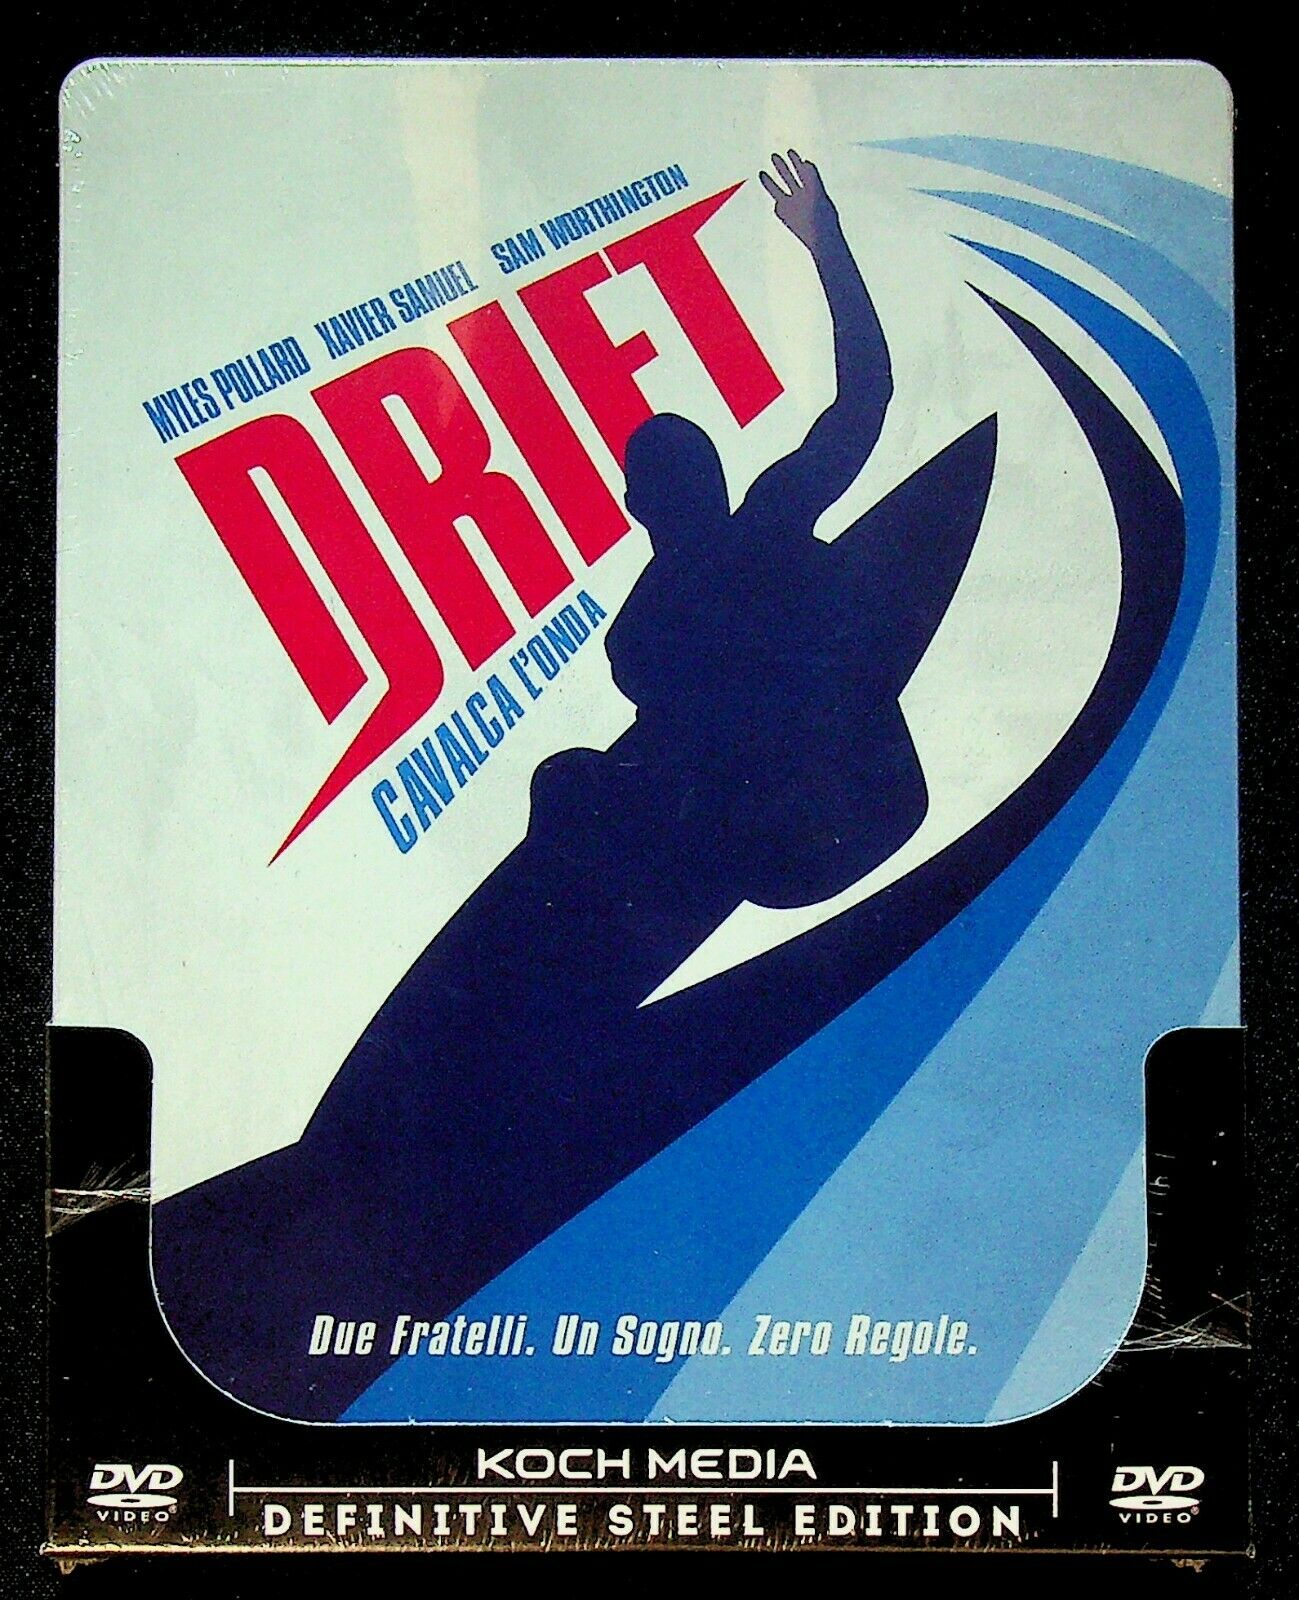 MYLES POLLARD XAVIER SAMUEL SAM WORTHINGTON
DRIFT
CAVALCA L'ONDA
Due Fratelli. Un Sogno. Zero Regole.
KOCH MEDIA
DVD VIDEO DVD VIDEO
DEFINITIVE STEEL EDITION